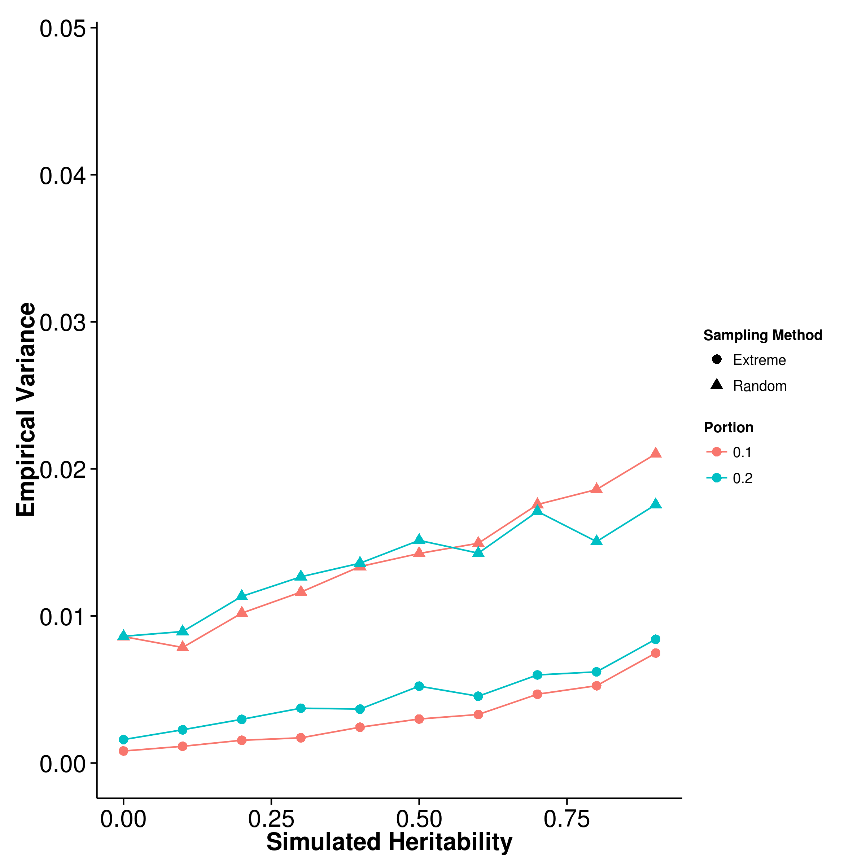 0.05
0.04
0.03
0.02
0.01
0.00
Empirical Variance
0.00 0.25 0.50 0.75
Simulated Heritability
Sampling Method
Extreme
Random
Portion
0.1
0.2